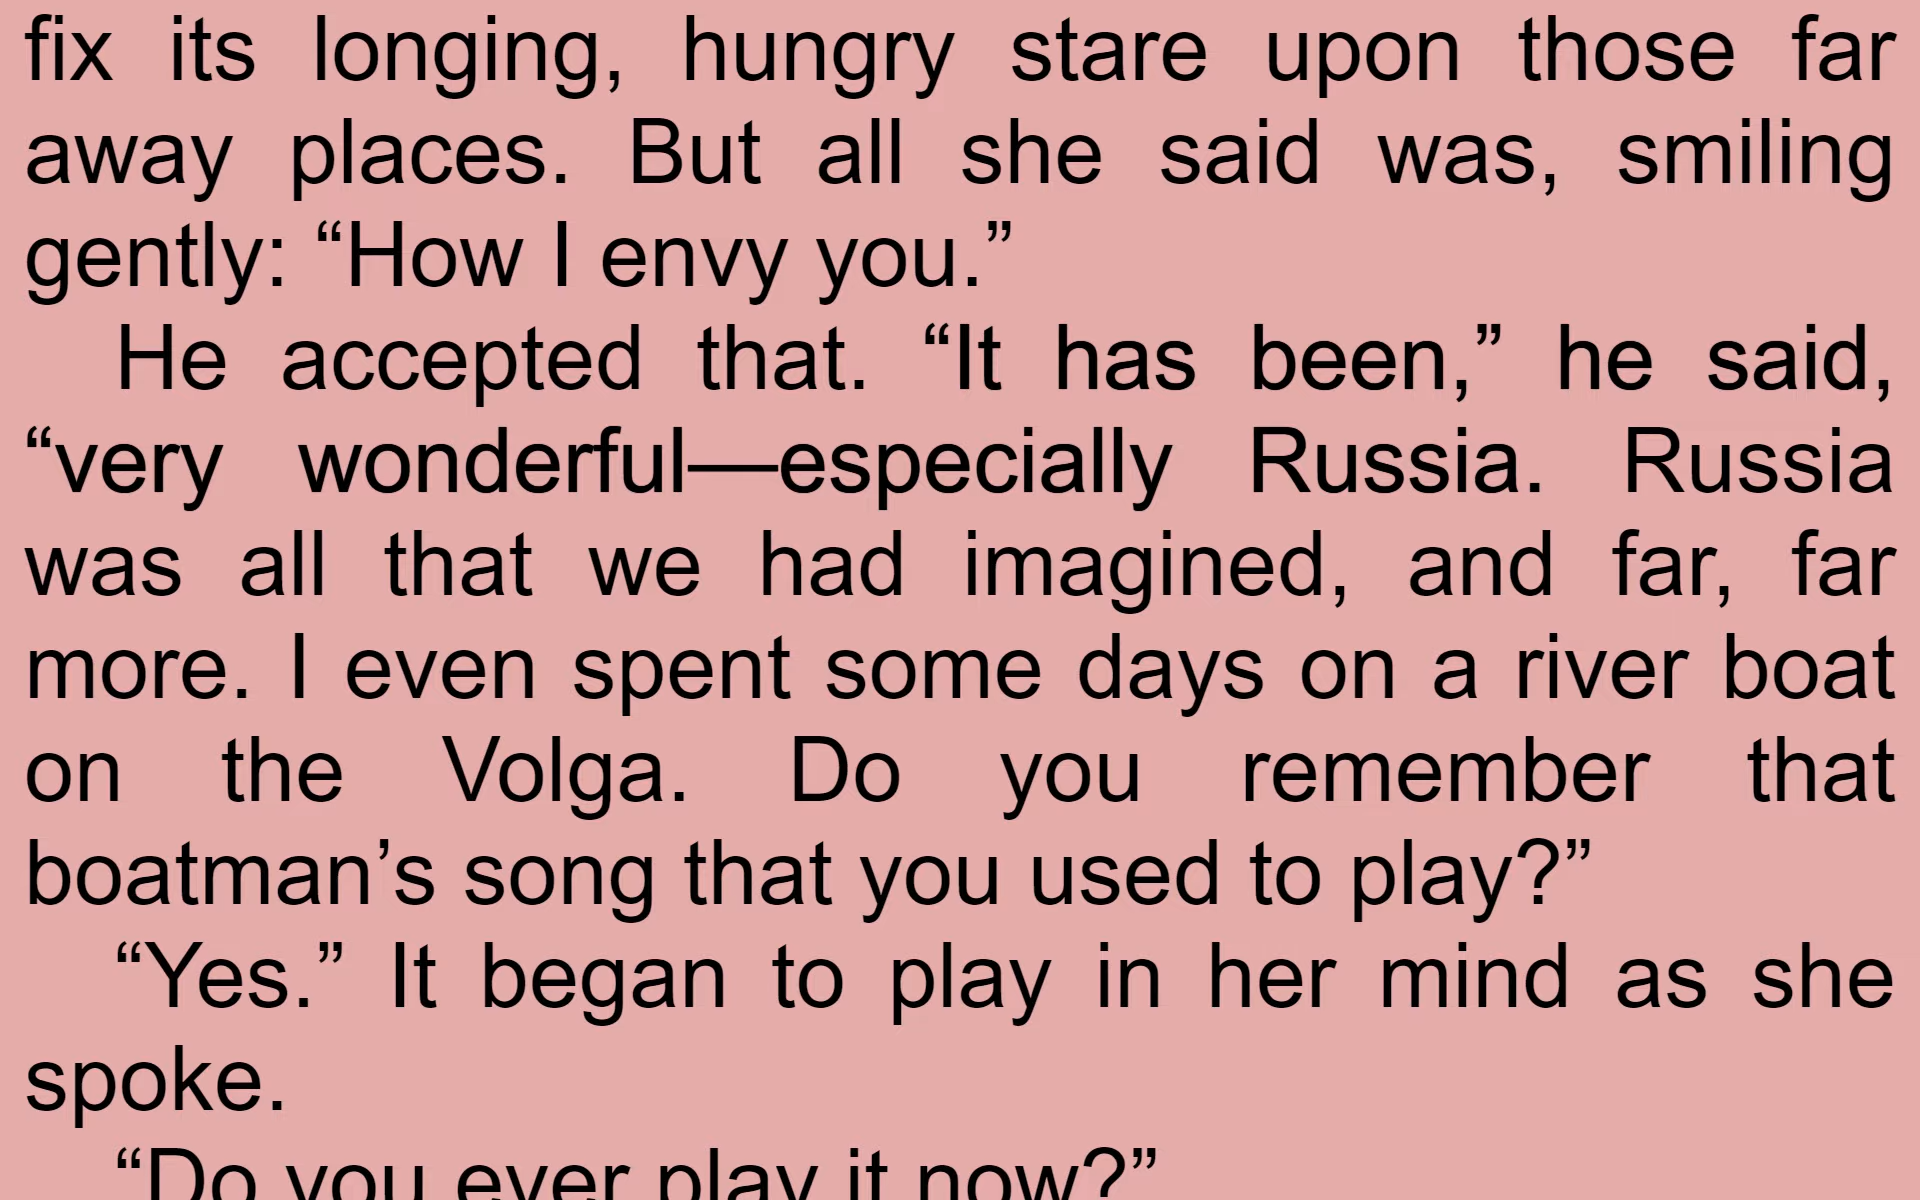 fix its longing, hungry stare upon those far
away places. But all she said was, smiling
gently: “How I envy you.”
He accepted that. “It has been,” he said,
“very wonderful—especially Russia. Russia
was all that we had imagined, and far, far
more. I even spent some days on a river boat
on the Volga. Do you remember that
boatman’s song that you used to play?”
“Yes.” It began to play in her mind as she
spoke.
“Do you ever play it now?”